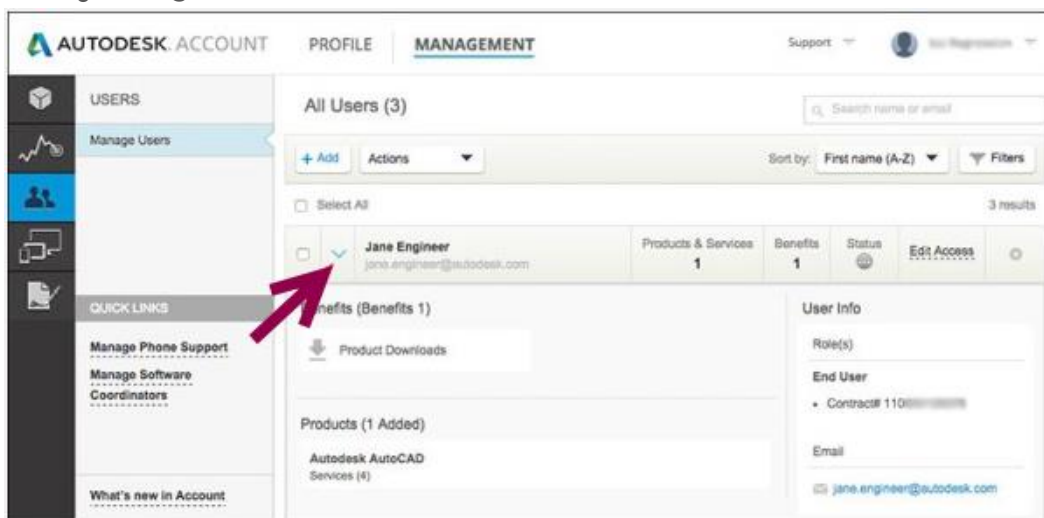 AUTODESK. ACCOUNT
PROFILE
MANAGEMENT
Support
USERS
Manage Users
All Users (3)
Search name or email
+ Add
Actions
Sort by: First name (A-Z)
Filters
Select All
3 results
Jane Engineer
jane.engineer@autodesk.com
Products & Services
1
Benefits
1
Status
Edit Access
QUICK LINKS
Manage Phone Support
Manage Software
Coordinators
What's new in Account
(Benefits 1)
Product Downloads
Products (1 Added)
Autodesk AutoCAD
Services (4)
User Info
Role(s)
End User
• Contract# 110
Email
jane.engineer@autodesk.com